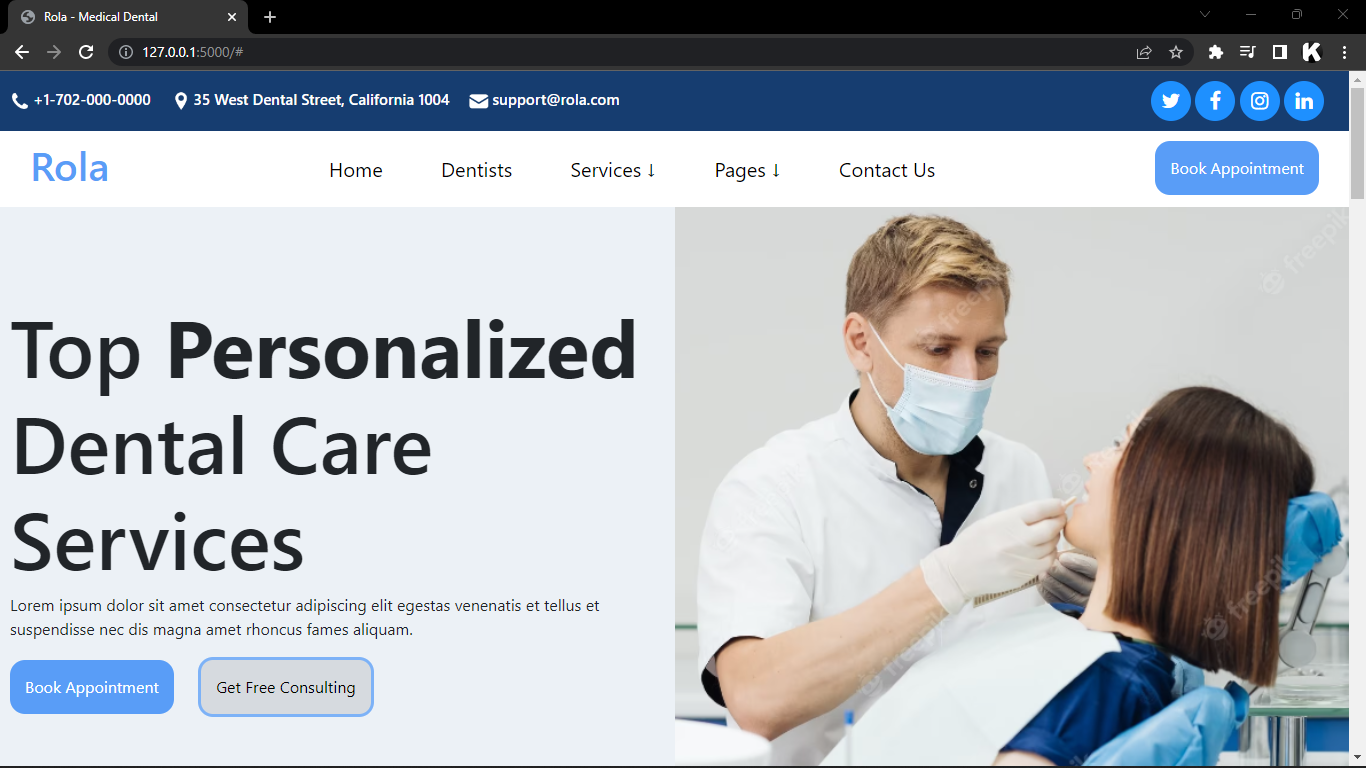 Rola - Medical Dental
127.0.0.1:5000/#
+1-702-000-0000 35 West Dental Street, California 1004 support@rola.com
Rola Home Dentists Services ↓ Pages ↓ Contact Us Book Appointment
Top Personalized
Dental Care
Services
Lorem ipsum dolor sit amet consectetur adipiscing elit egestas venenatis et tellus et
suspendisse nec dis magna amet rhoncus fames aliquam.
Book Appointment Get Free Consulting
freepik
freepik
freepik
freepik